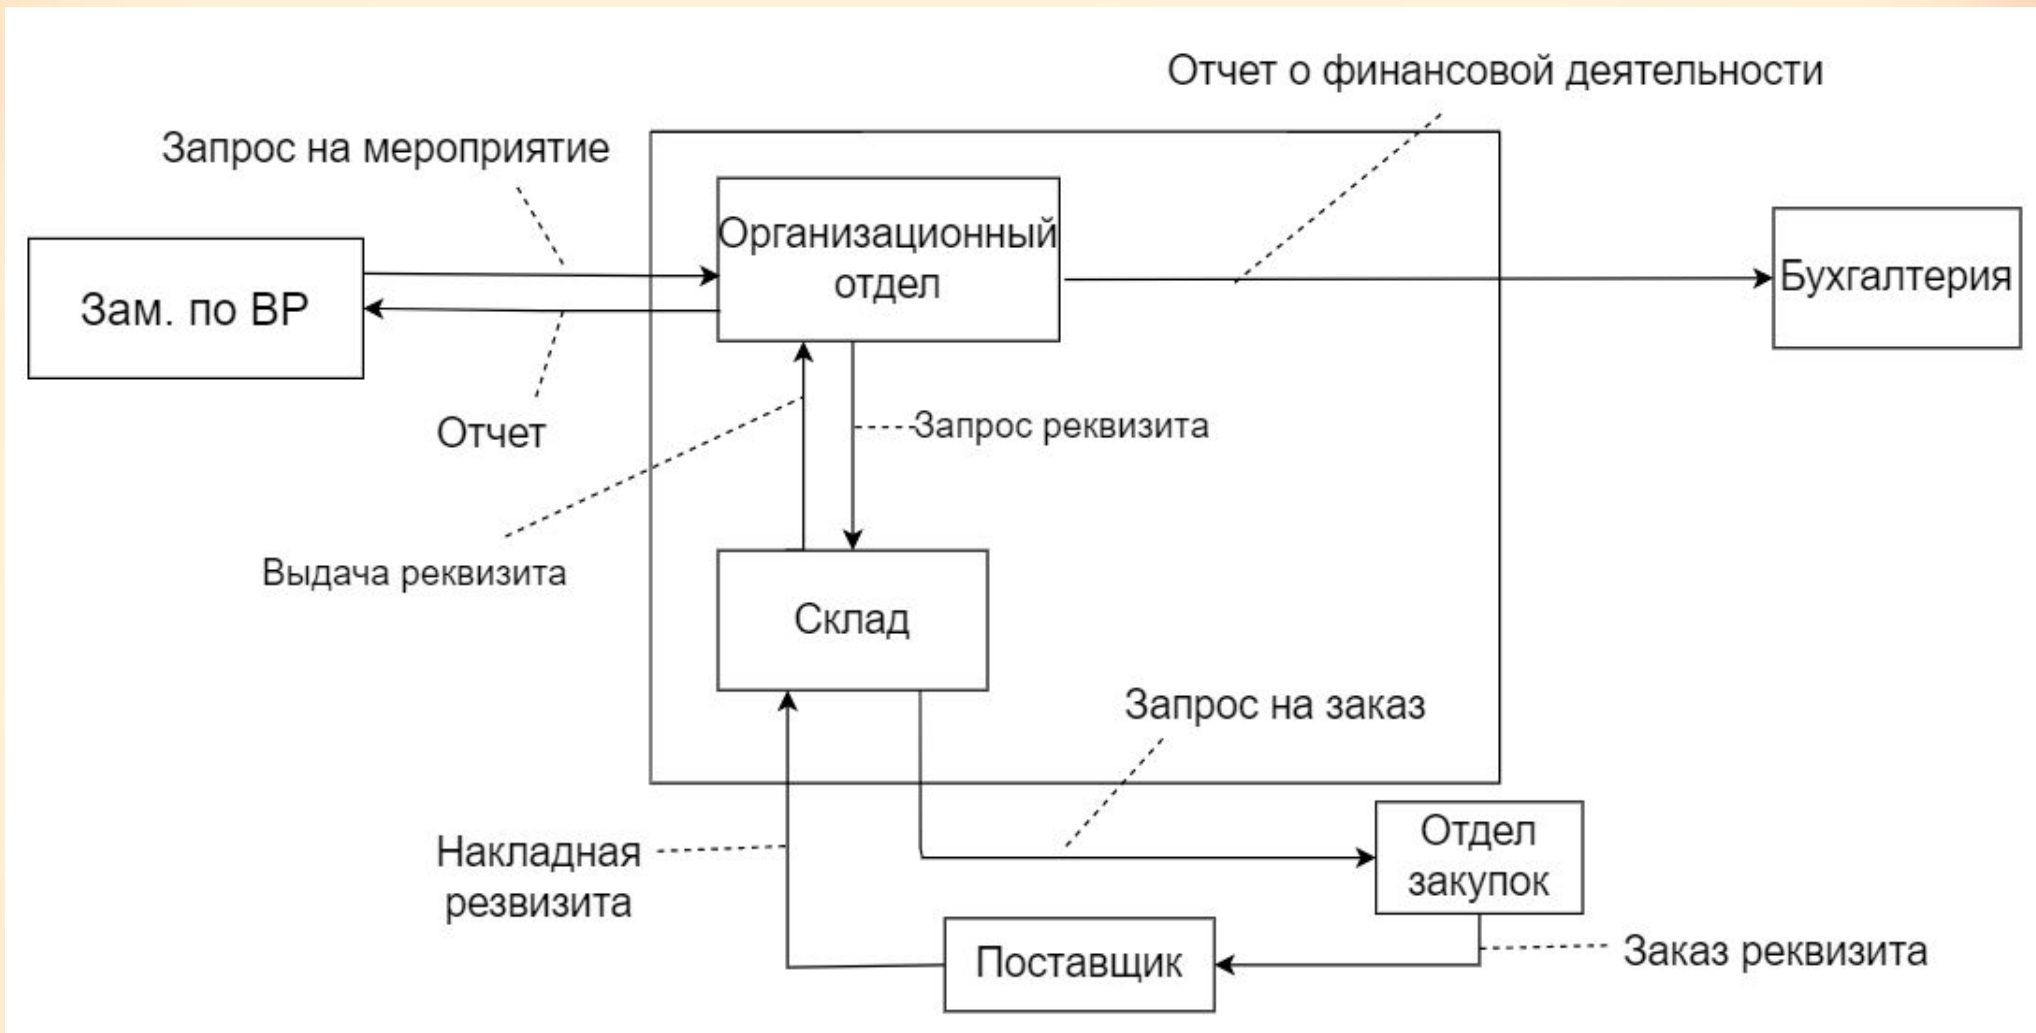 Отчет о финансовой деятельности
Запрос на мероприятие
Организационный
отдел
Зам. по ВР
Бухгалтерия
Отчет
Запрос реквизита
Выдача реквизита
Склад
Запрос на заказ
Накладная
резвизита
Отдел
закупок
Поставщик
Заказ реквизита